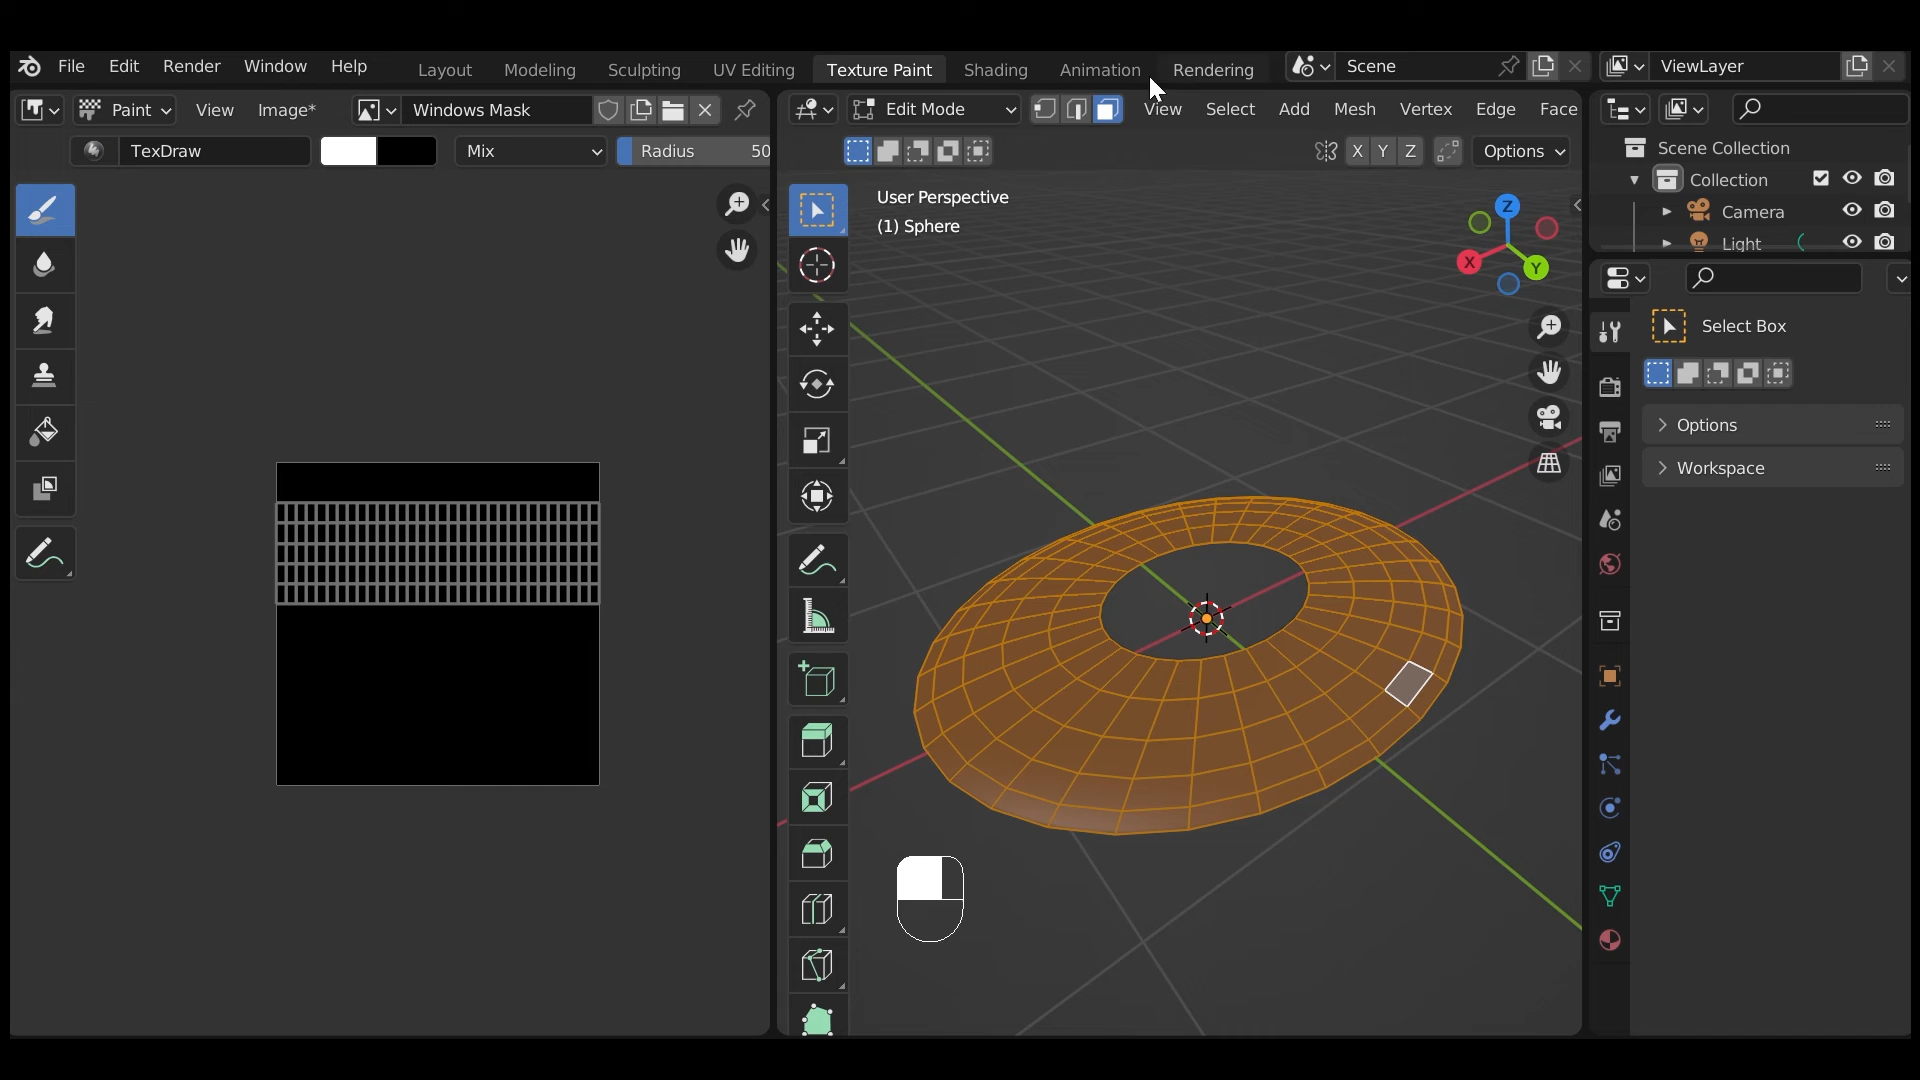 File Edit Render Window Help Layout Modeling Sculpting UV Editing Texture Paint Shading Animation Rendering Scene ViewLayer
Paint View Image* Windows Mask Edit Mode View Select Add Mesh Vertex Edge Face
TexDraw Mix Radius 50 X Y Z Options
Scene Collection
Collection
Camera
Light
User Perspective
(1) Sphere
Z
X
Y
Select Box
Options
Workspace